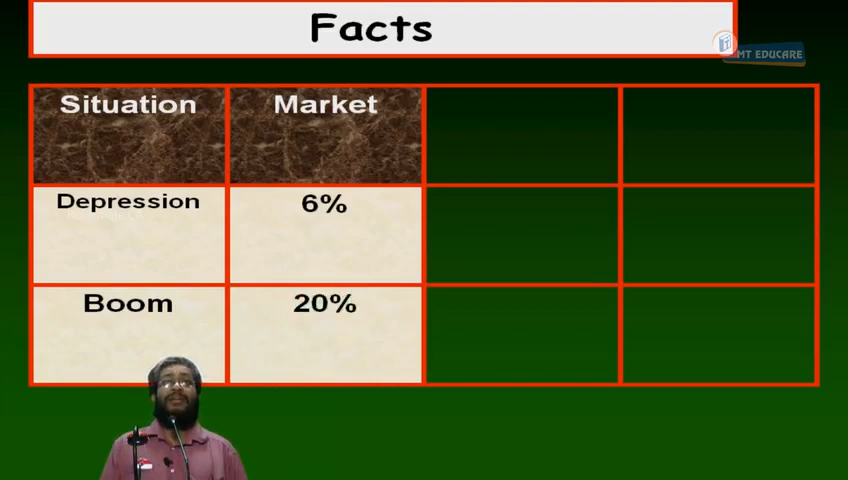 Facts
MT EDUCARE
Situation Market
Depression 6%
Boom 20%